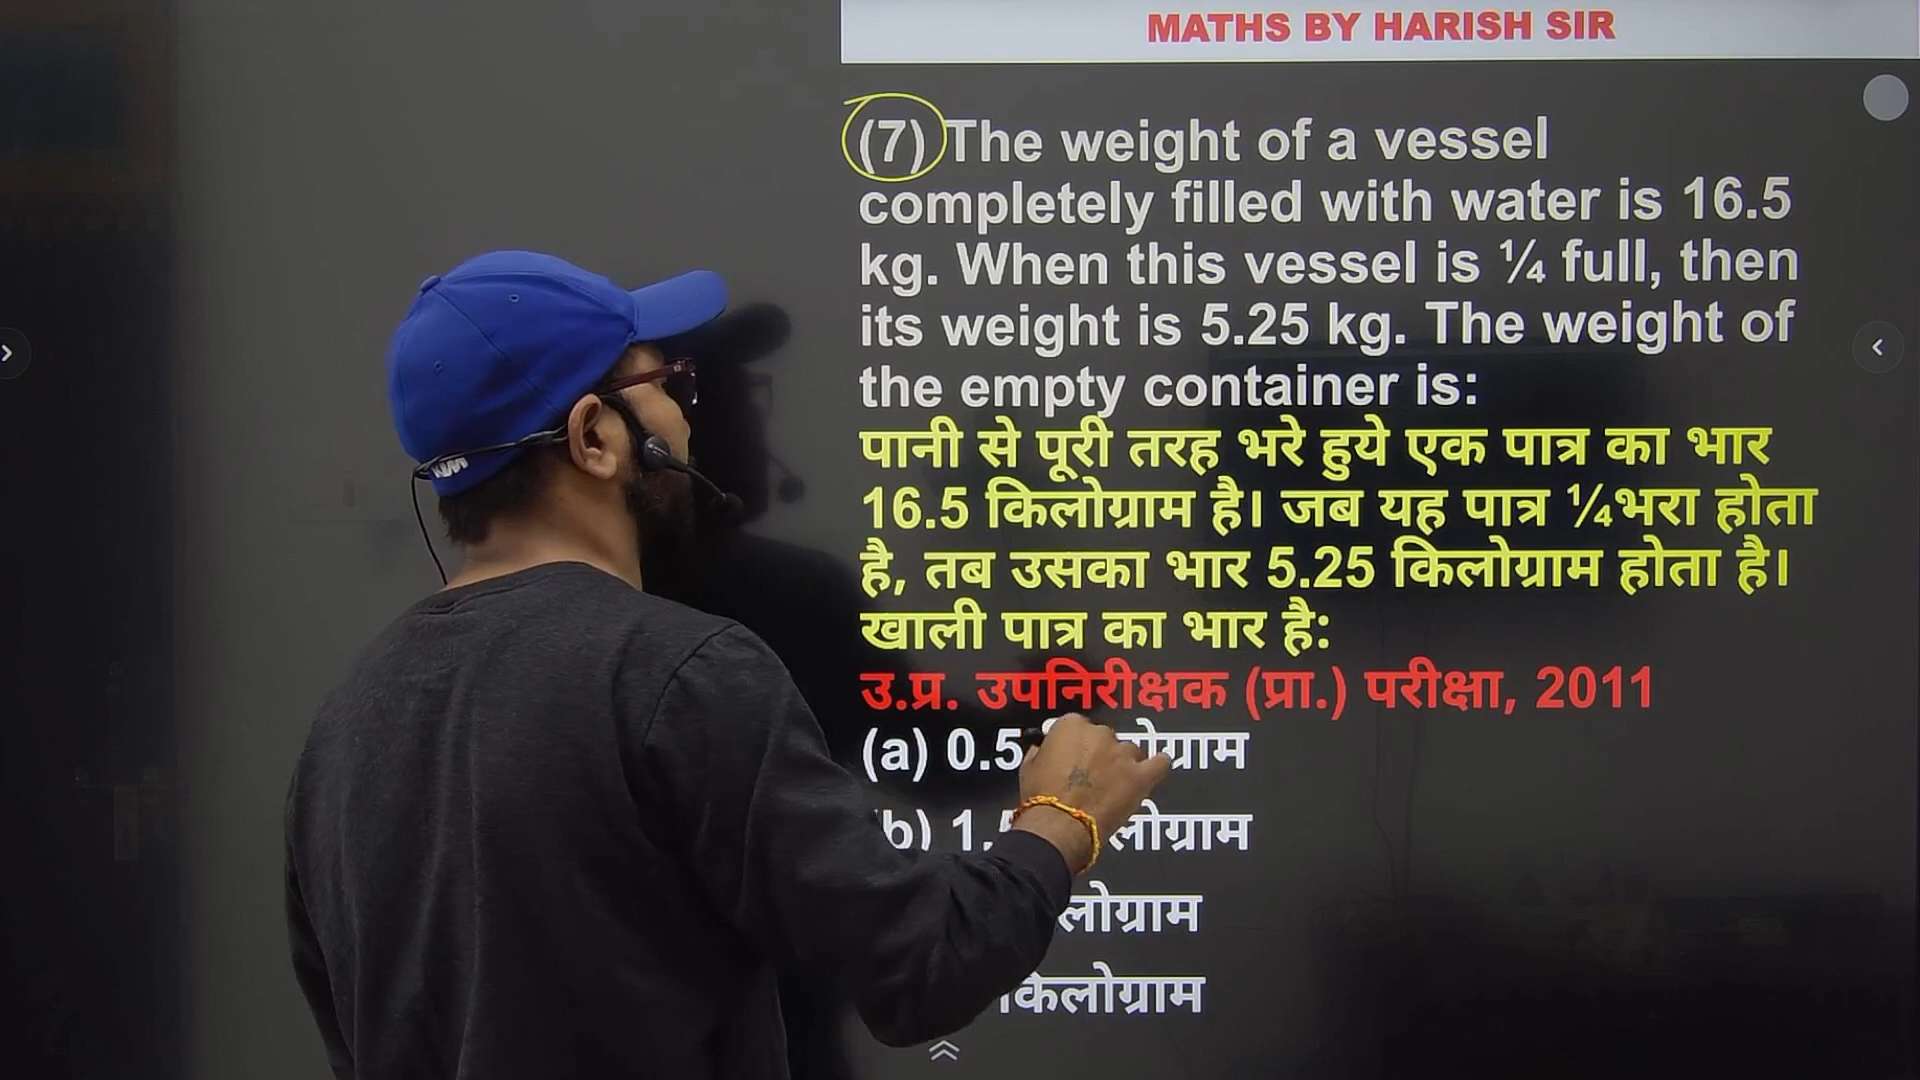 MATHS BY HARISH SIR
(7) The weight of a vessel
completely filled with water is 16.5
kg. When this vessel is ¼ full, then
its weight is 5.25 kg. The weight of
the empty container is:
पानी से पूरी तरह भरे हुये एक पात्र का भार
16.5 किलोग्राम है। जब यह पात्र ¼भरा होता
है, तब उसका भार 5.25 किलोग्राम होता है।
खाली पात्र का भार है:
उ.प्र. उपनिरीक्षक (प्रा.) परीक्षा, 2011
(a) 0.5
(b)